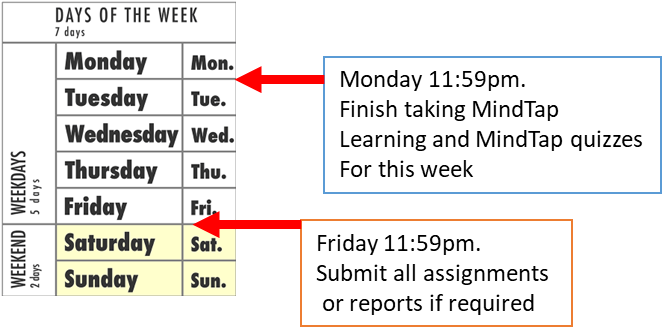 DAYS OF THE WEEK
7 days
WEEKDAYS
5 days
Monday Mon.
Tuesday Tue.
Wednesday Wed.
Thursday Thu.
Friday Fri.
WEEKEND
2 days
Saturday Sat.
Sunday Sun.
Monday 11:59pm.
Finish taking MindTap
Learning and MindTap quizzes
For this week
Friday 11:59pm.
Submit all assignments
or reports if required